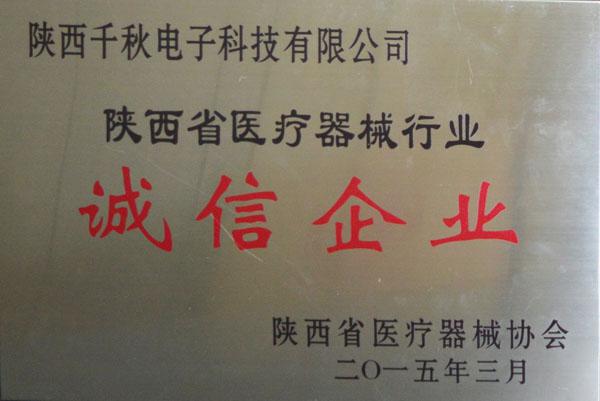 陕西千秋电子科技有限公司
陕西省医疗器械行业
诚信企业
陕西省医疗器械协会
二〇一五年三月